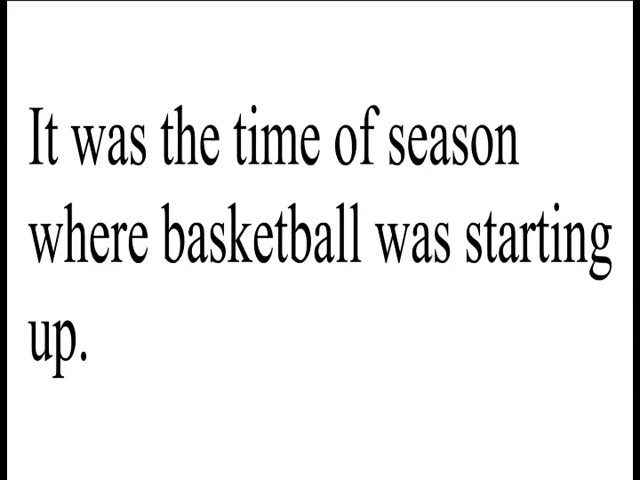 It was the time of season
where basketball was starting
up.